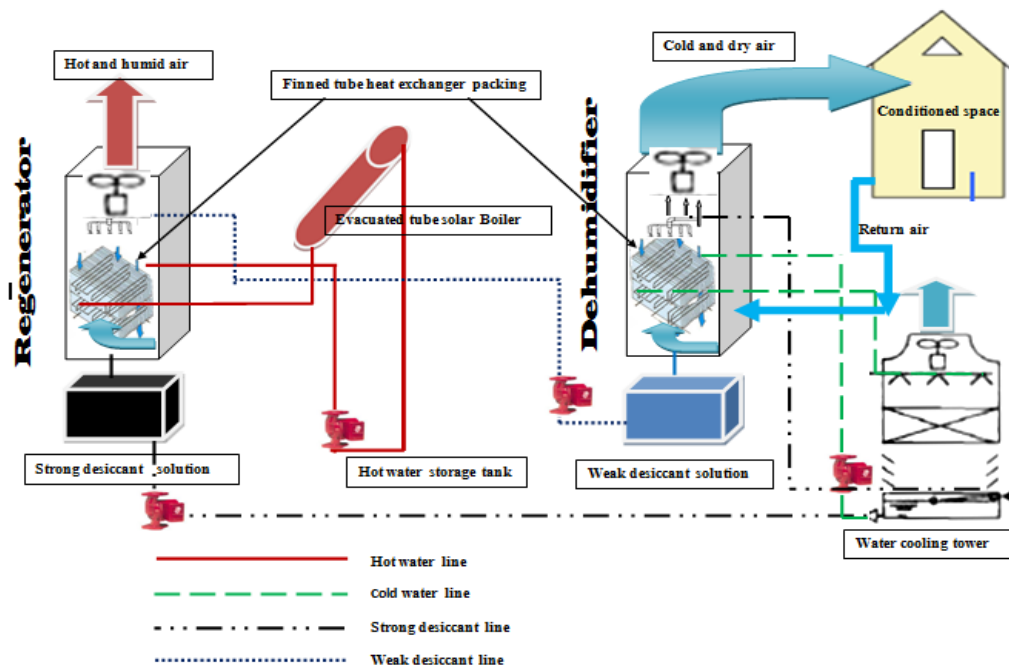 Cold and dry air
Hot and humid air
Finned tube heat exchanger packing
Conditioned space
Regenerator
Dehumidifier
Evacuated tube solar Boiler
Return air
Strong desiccant solution
Hot water storage tank
Weak desiccant solution
Water cooling tower
Hot water line
Cold water line
Strong desiccant line
Weak desiccant line